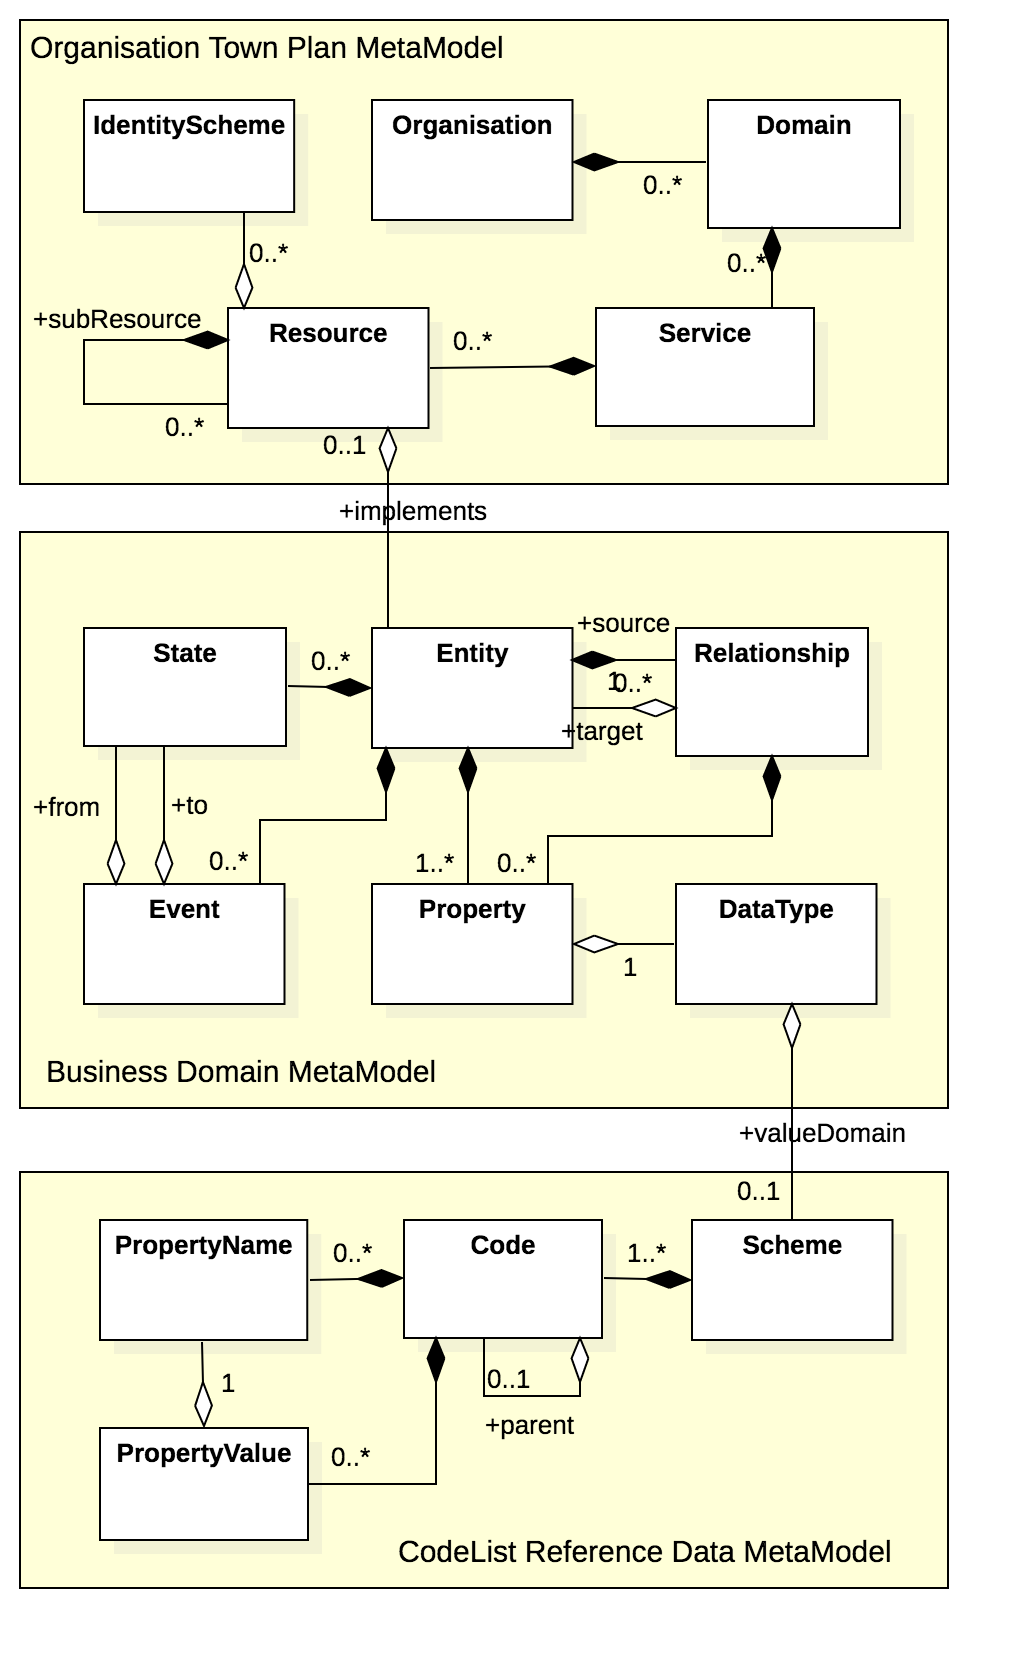 Organisation Town Plan MetaModel
IdentityScheme
Organisation
Domain
0..*
0..*
0..*
+subResource
Resource
0..*
Service
0..*
0..1
+implements
+source
State
0..*
Entity
Relationship
1
0..*
+target
+from
+to
0..*
1..*
0..*
Event
Property
DataType
1
Business Domain MetaModel
+valueDomain
0..1
PropertyName
0..*
Code
1..*
Scheme
1
0..1
+parent
PropertyValue
0..*
CodeList Reference Data MetaModel